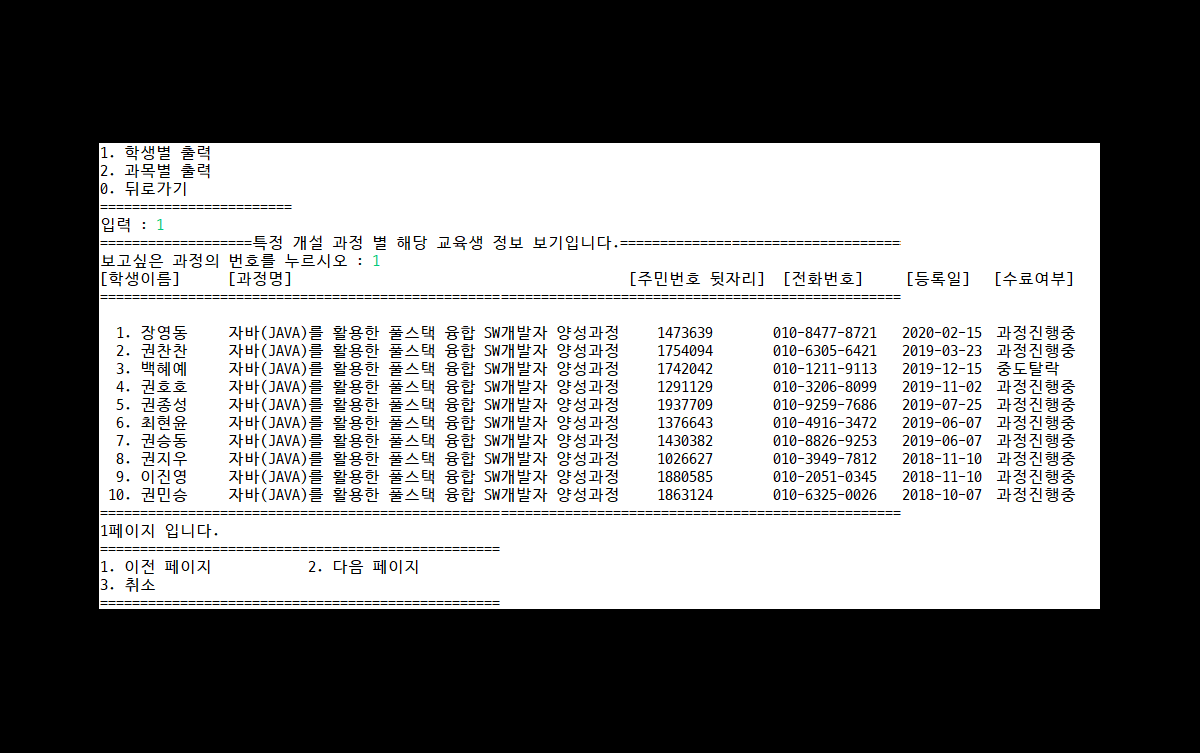 1. 학생별 출력
2. 과목별 출력
0. 뒤로가기
========================
입력 : 1
===================특정 개설 과정 별 해당 교육생 정보 보기입니다.===================================
보고싶은 과정의 번호를 누르시오 : 1
[학생이름] [과정명] [주민번호 뒷자리] [전화번호] [등록일] [수료여부]
====================================================================================================
1. 장영동 자바(JAVA)를 활용한 풀스택 융합 SW개발자 양성과정 1473639 010-8477-8721 2020-02-15 과정진행중
2. 권찬찬 자바(JAVA)를 활용한 풀스택 융합 SW개발자 양성과정 1754094 010-6305-6421 2019-03-23 과정진행중
3. 백혜예 자바(JAVA)를 활용한 풀스택 융합 SW개발자 양성과정 1742042 010-1211-9113 2019-12-15 중도탈락
4. 권호호 자바(JAVA)를 활용한 풀스택 융합 SW개발자 양성과정 1291129 010-3206-8099 2019-11-02 과정진행중
5. 권종성 자바(JAVA)를 활용한 풀스택 융합 SW개발자 양성과정 1937709 010-9259-7686 2019-07-25 과정진행중
6. 최현윤 자바(JAVA)를 활용한 풀스택 융합 SW개발자 양성과정 1376643 010-4916-3472 2019-06-07 과정진행중
7. 권승동 자바(JAVA)를 활용한 풀스택 융합 SW개발자 양성과정 1430382 010-8826-9253 2019-06-07 과정진행중
8. 권지우 자바(JAVA)를 활용한 풀스택 융합 SW개발자 양성과정 1026627 010-3949-7812 2018-11-10 과정진행중
9. 이진영 자바(JAVA)를 활용한 풀스택 융합 SW개발자 양성과정 1880585 010-2051-0345 2018-11-10 과정진행중
10. 권민승 자바(JAVA)를 활용한 풀스택 융합 SW개발자 양성과정 1863124 010-6325-0026 2018-10-07 과정진행중
====================================================================================================
1페이지 입니다.
==================================================
1. 이전 페이지 2. 다음 페이지
3. 취소
==================================================